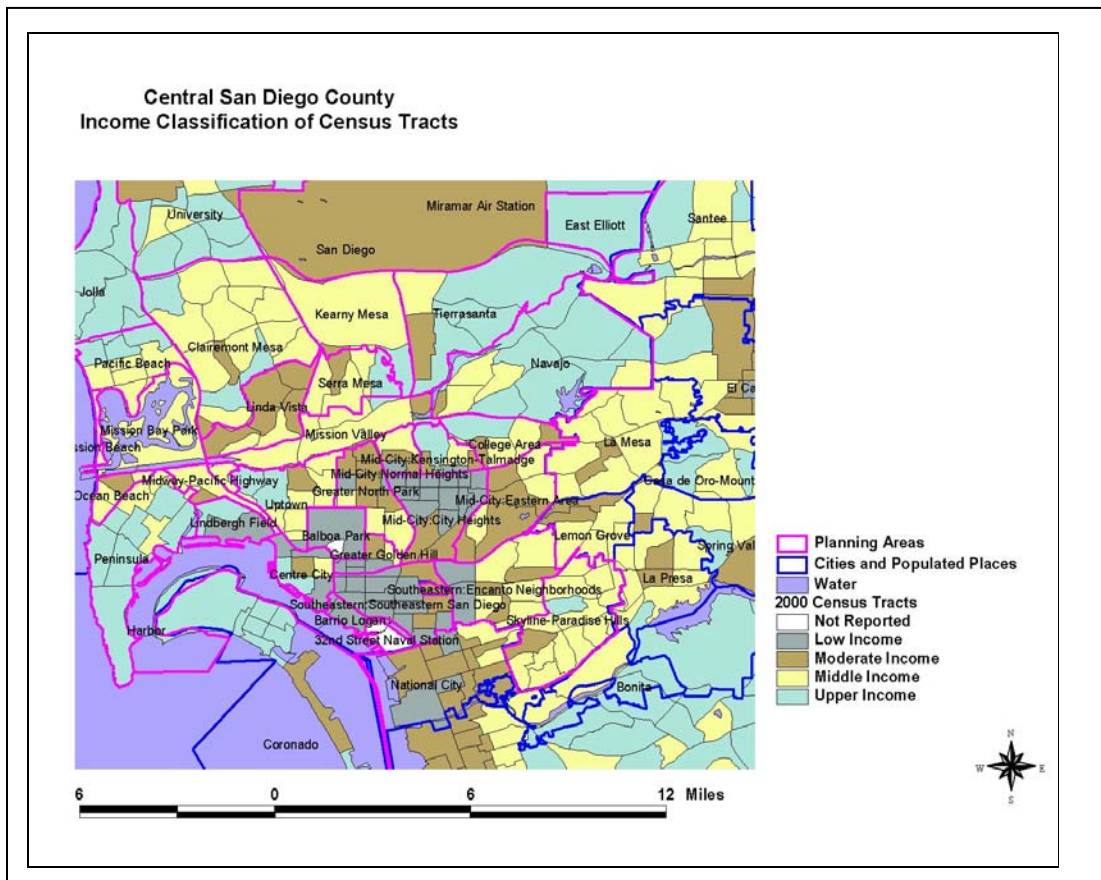 Central San Diego County
Income Classification of Census Tracts
Miramar Air Station
University
Santee
East Elliott
San Diego
Jolla
Kearny Mesa
Tierrasanta
Clairemont Mesa
Pacific Beach
Navajo
Serra Mesa
El Ca
Linda Vista
Mission Bay Park
Mission Valley
College Area
La Mesa
ssion Beach
Mid-City:Kensington-Talmadge
Mid-City:Normal Heights
Midway-Pacific Highway
Casa de Oro-Mount
Ocean Beach
Greater North Park
Mid-City:Eastern Area
Uptown
Lindbergh Field
Mid-City:City Heights
Balboa Park
Lemon Grove
Spring Val
Peninsula
Greater Golden Hill
Centre City
La Presa
Southeastern:Encanto Neighborhoods
Southeastern:Southeastern San Diego
Barrio Logan
Skyline-Paradise Hills
Harbor
32nd Street Naval Station
National City
Bonita
Coronado
Planning Areas
Cities and Populated Places
Water
2000 Census Tracts
Not Reported
Low Income
Moderate Income
Middle Income
Upper Income
N
W E
S
6 0 6 12 Miles